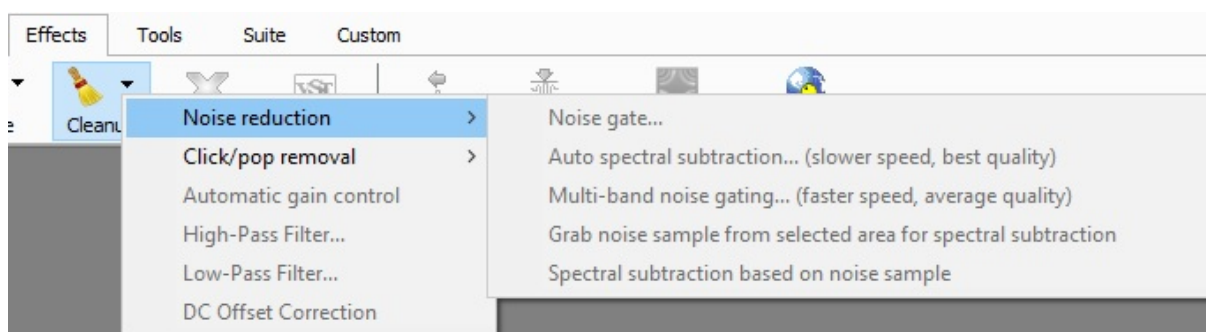 Effects Tools Suite Custom
VST
e Cleanu
Noise reduction >
Click/pop removal >
Automatic gain control
High-Pass Filter...
Low-Pass Filter...
DC Offset Correction
Noise gate...
Auto spectral subtraction... (slower speed, best quality)
Multi-band noise gating... (faster speed, average quality)
Grab noise sample from selected area for spectral subtraction
Spectral subtraction based on noise sample